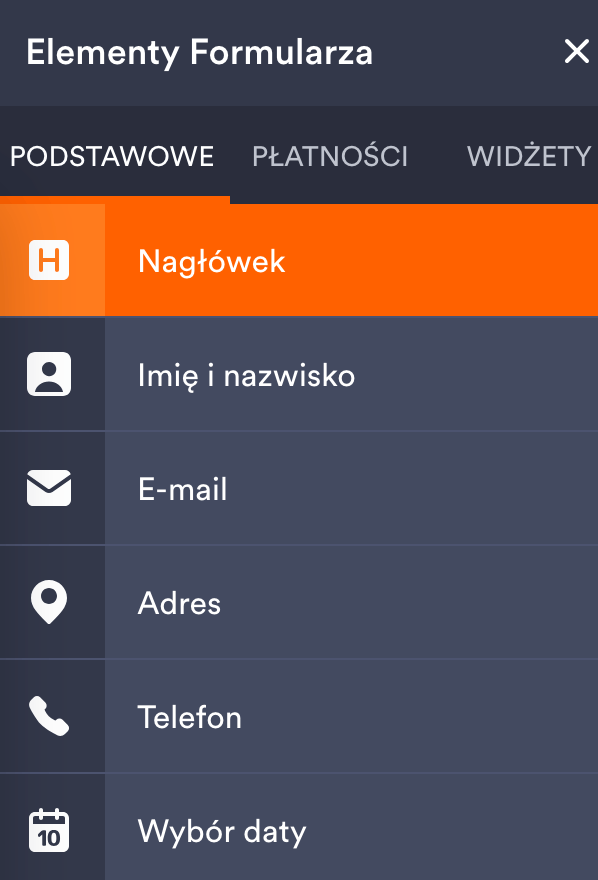 Elementy Formularza
PODSTAWOWE PŁATNOŚCI WIDŻETY
H Nagłówek
Imię i nazwisko
E-mail
Adres
Telefon
10 Wybór daty